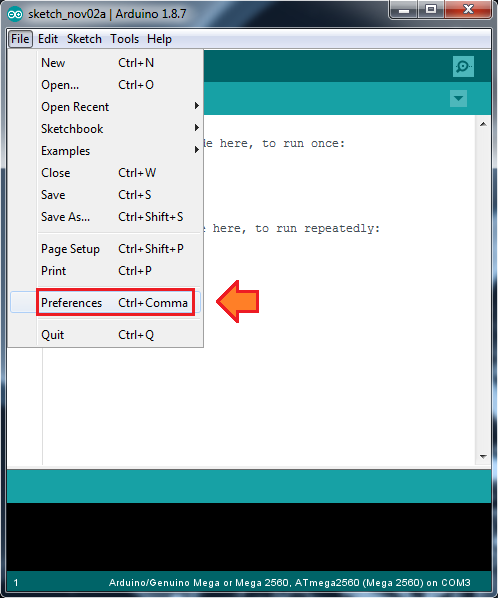 sketch_nov02a | Arduino 1.8.7
File Edit Sketch Tools Help
New Ctrl+N
Open... Ctrl+O
Open Recent
Sketchbook
Examples
de here, to run once:
Close Ctrl+W
Save Ctrl+S
Save As... Ctrl+Shift+S
e here, to run repeatedly:
Page Setup Ctrl+Shift+P
Print Ctrl+P
Preferences Ctrl+Comma
Quit Ctrl+Q
1 Arduino/Genuino Mega or Mega 2560, ATmega2560 (Mega 2560) on COM3